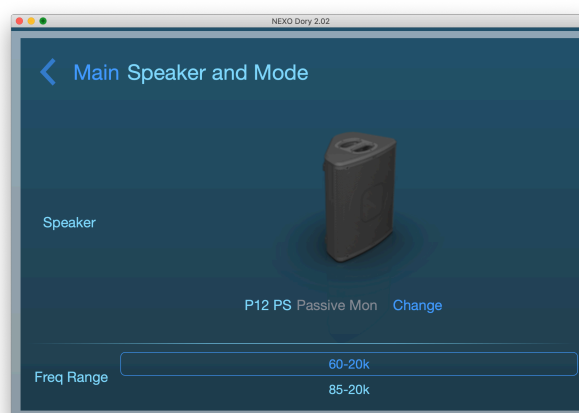 NEXO Dory 2.02
Main Speaker and Mode
Speaker
P12 PS Passive Mon Change
Freq Range
60-20k
85-20k